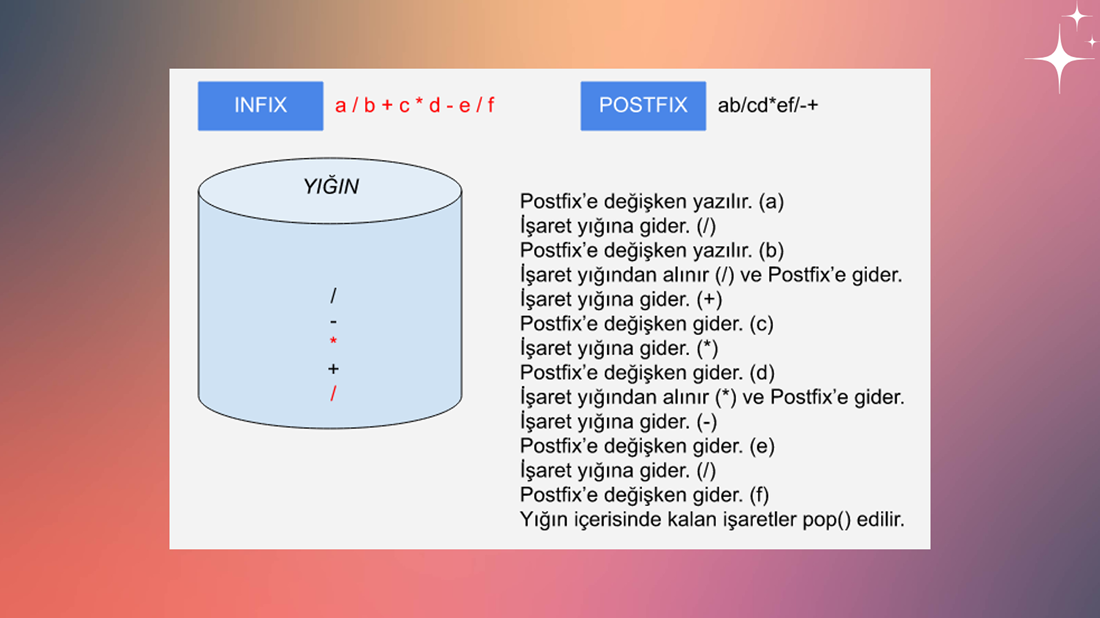 INFIX a / b + c * d - e / f
POSTFIX ab/cd*ef/-+
YIĞIN
/
-
*
+
/
Postfix’e değişken yazılır. (a)
İşaret yığına gider. (/)
Postfix’e değişken yazılır. (b)
İşaret yığından alınır (/) ve Postfix’e gider.
İşaret yığına gider. (+)
Postfix’e değişken gider. (c)
İşaret yığına gider. (*)
Postfix’e değişken gider. (d)
İşaret yığından alınır (*) ve Postfix’e gider.
İşaret yığına gider. (-)
Postfix’e değişken gider. (e)
İşaret yığına gider. (/)
Postfix’e değişken gider. (f)
Yığın içerisinde kalan işaretler pop() edilir.